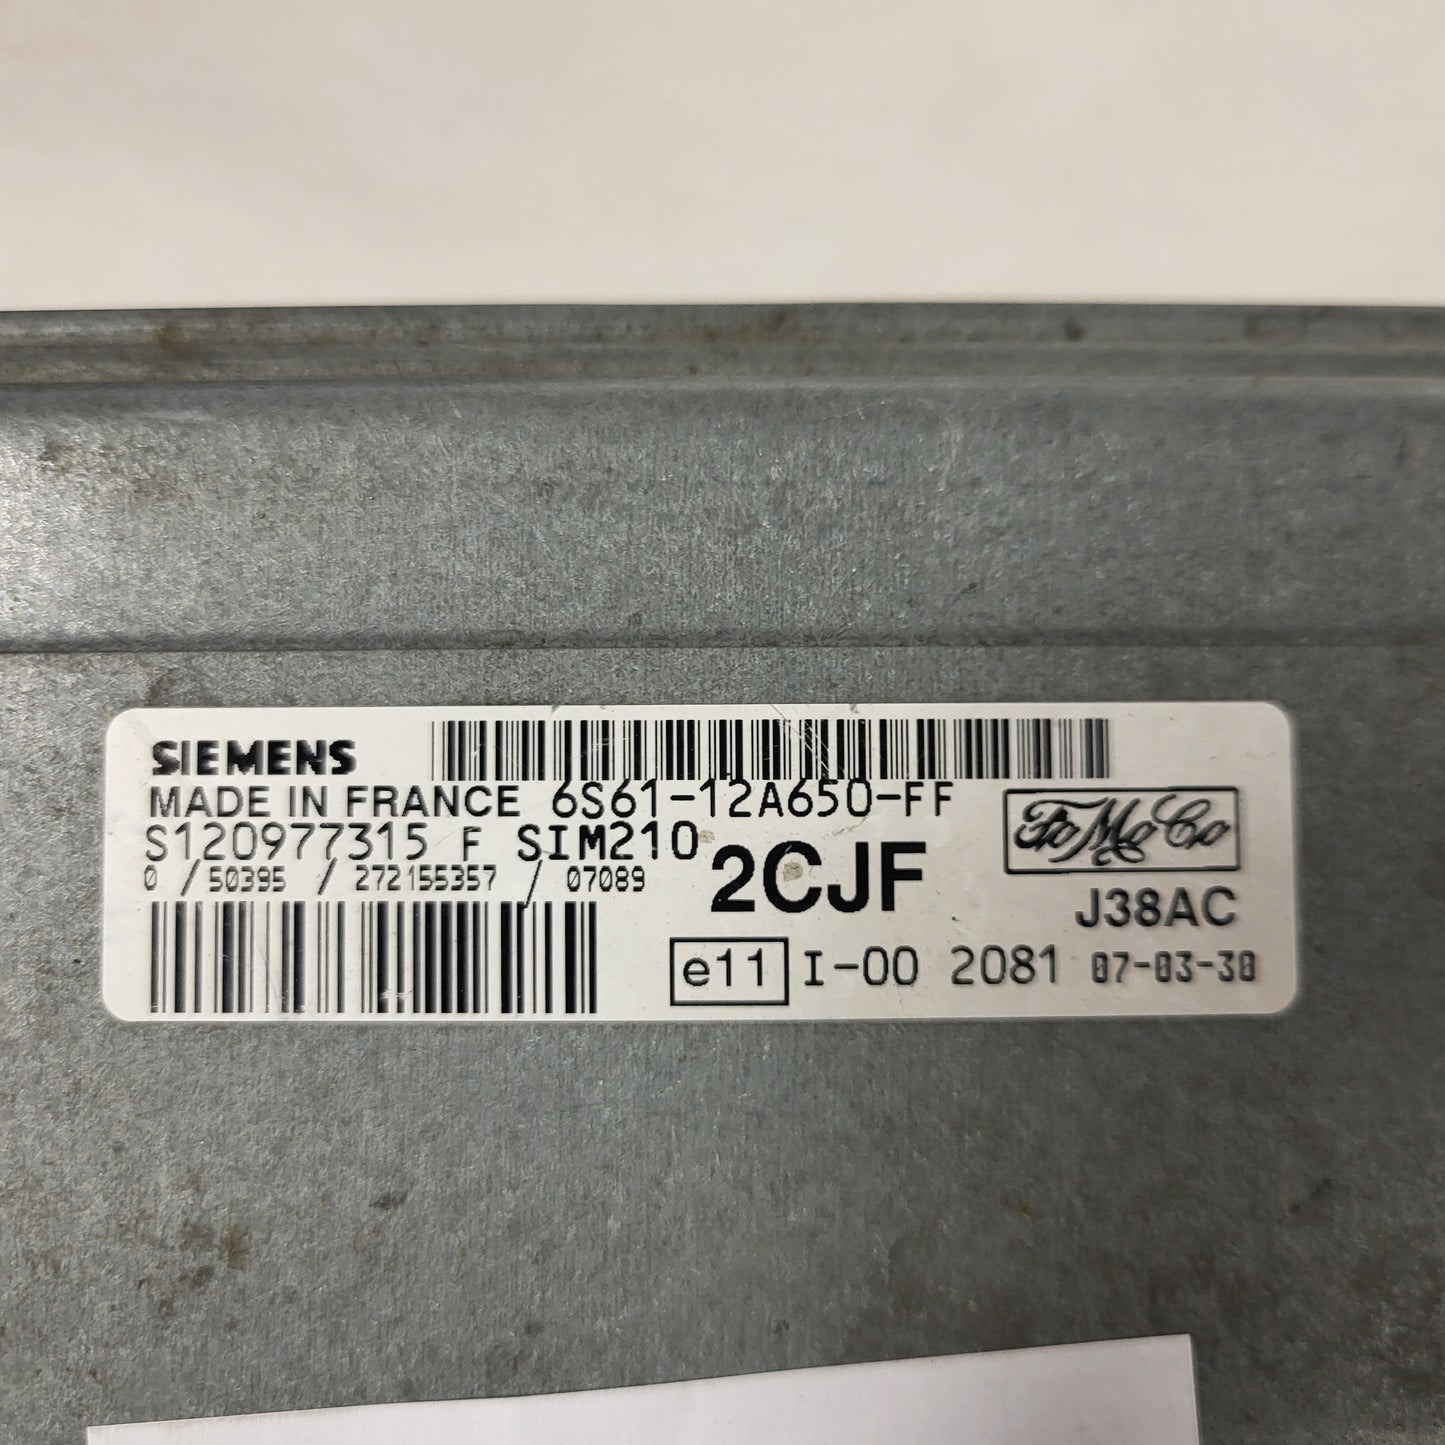 SIEMENS
MADE IN FRANCE 6S61-12A650-FF
S120977315 F SIM210
0 / 50395 / 272155357 / 07089
2CJF
FoMoCo
J38AC
e11 I-00 2081 07-03-30